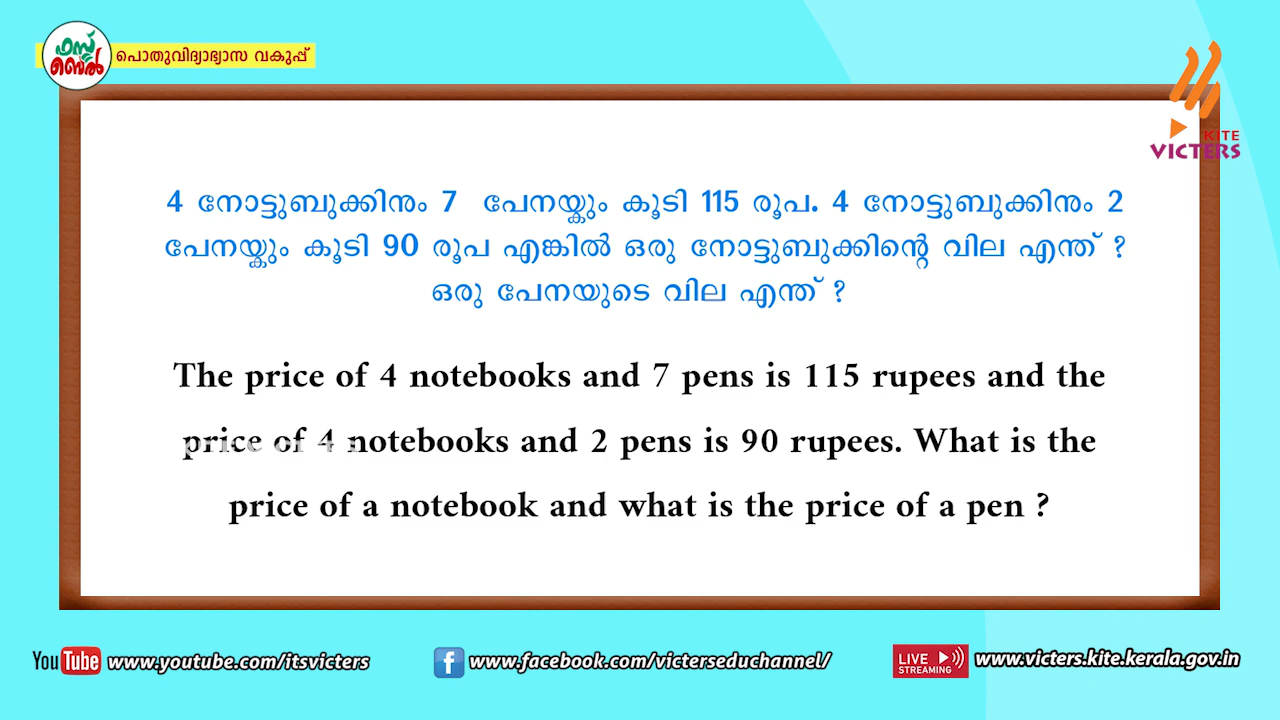 ഫസ്റ്റ്
ബെൽ
പൊതുവിദ്യാഭ്യാസ വകുപ്പ്
KITE
VICTERS
4 നോട്ടുബുക്കിനും 7 പേനയ്ക്കും കൂടി 115 രൂപ. 4 നോട്ടുബുക്കിനും 2
പേനയ്ക്കും കൂടി 90 രൂപ എങ്കിൽ ഒരു നോട്ടുബുക്കിന്റെ വില എന്ത് ?
ഒരു പേനയുടെ വില എന്ത് ?
The price of 4 notebooks and 7 pens is 115 rupees and the
price of 4 notebooks and 2 pens is 90 rupees. What is the
price of a notebook and what is the price of a pen ?
YouTube www.youtube.com/itsvicters
f www.facebook.com/victerseduchannel/
LIVE
STREAMING
www.victers.kite.kerala.gov.in